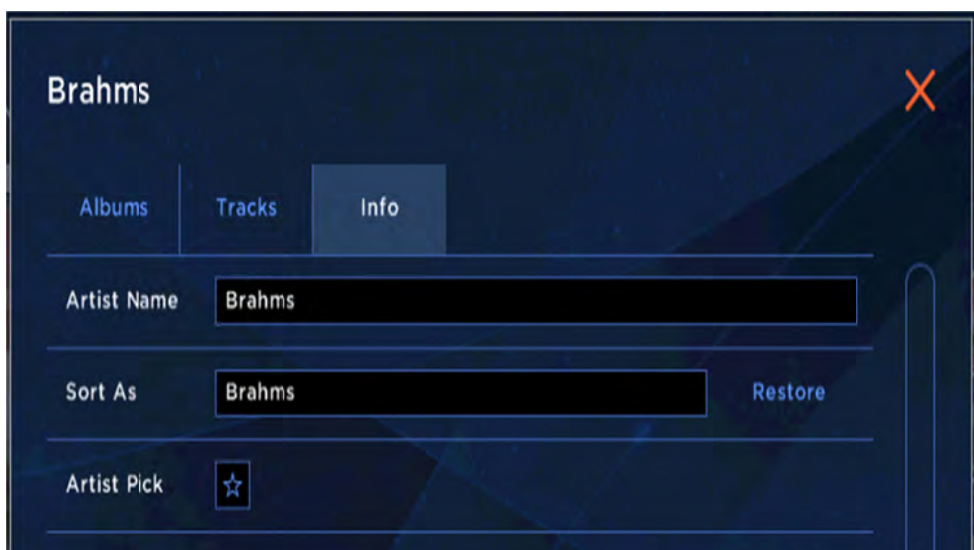 Brahms
Albums Tracks Info
Artist Name Brahms
Sort As Brahms Restore
Artist Pick